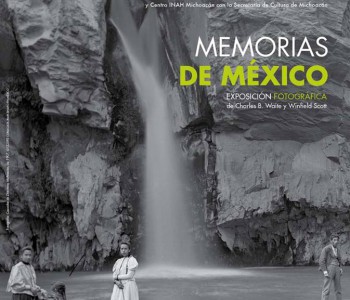 y Centro INAH Michoacán con la Secretaría de Cultura de Michoacán
MEMORIAS
DE MÉXICO
EXPOSICIÓN FOTOGRÁFICA
de Charles B. Waite y Winfield Scott